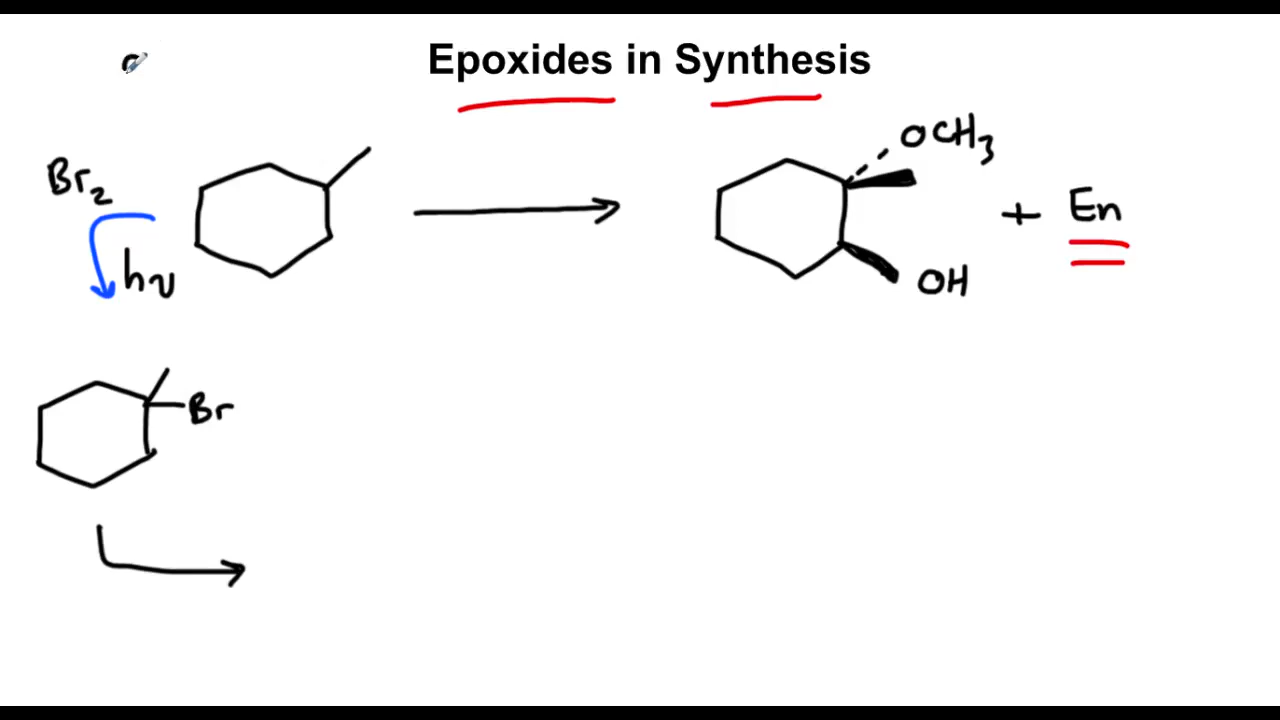 Epoxides in Synthesis
Br2
hν
OCH3
OH
+ En
Br